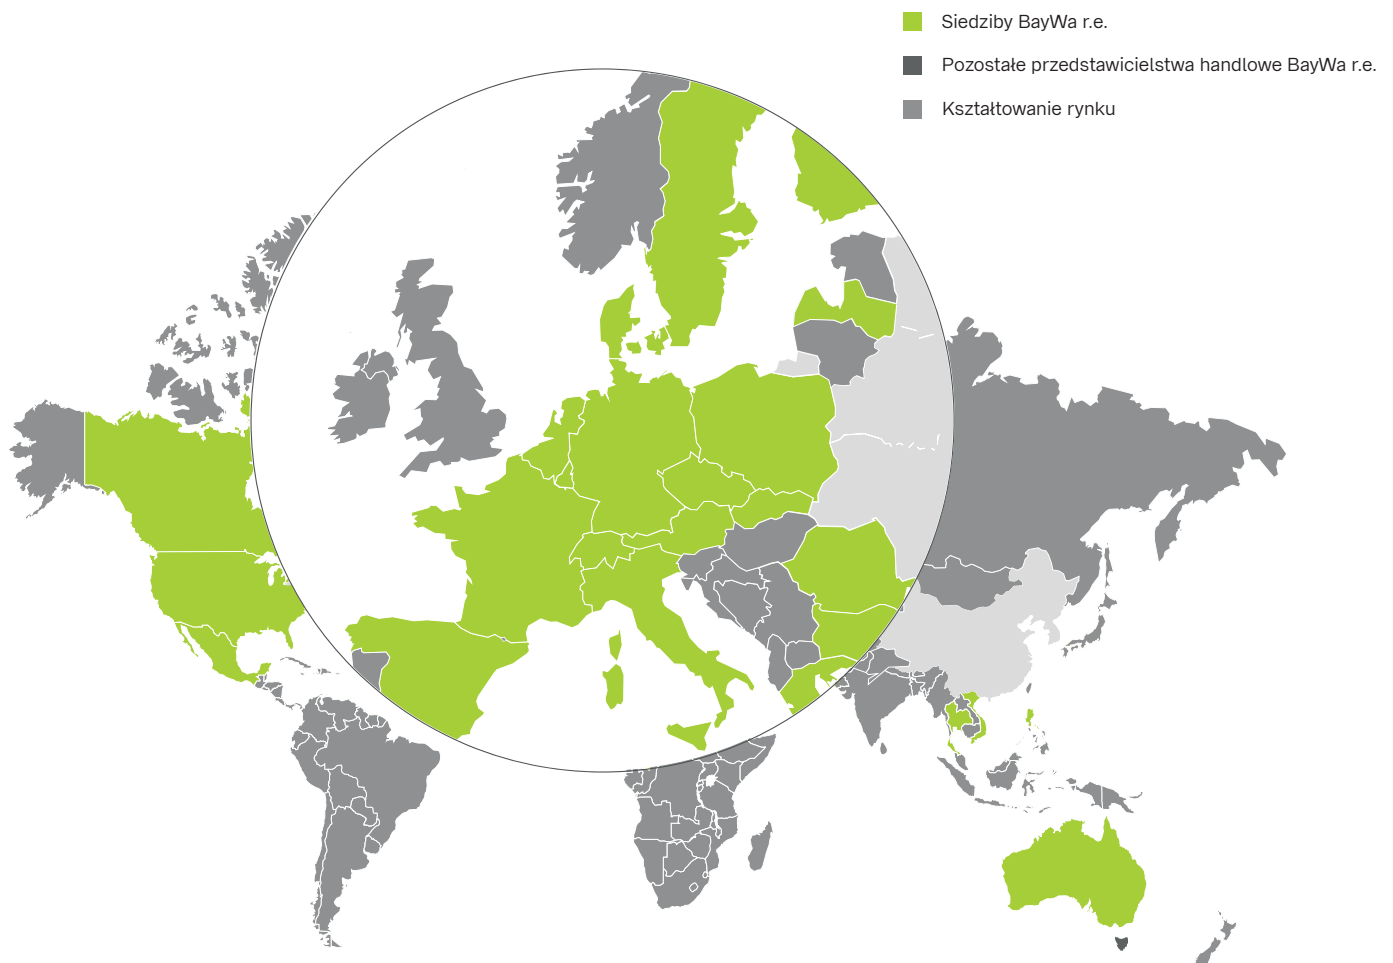 Siedziby BayWa r.e.
Pozostałe przedstawicielstwa handlowe BayWa r.e.
Kształtowanie rynku